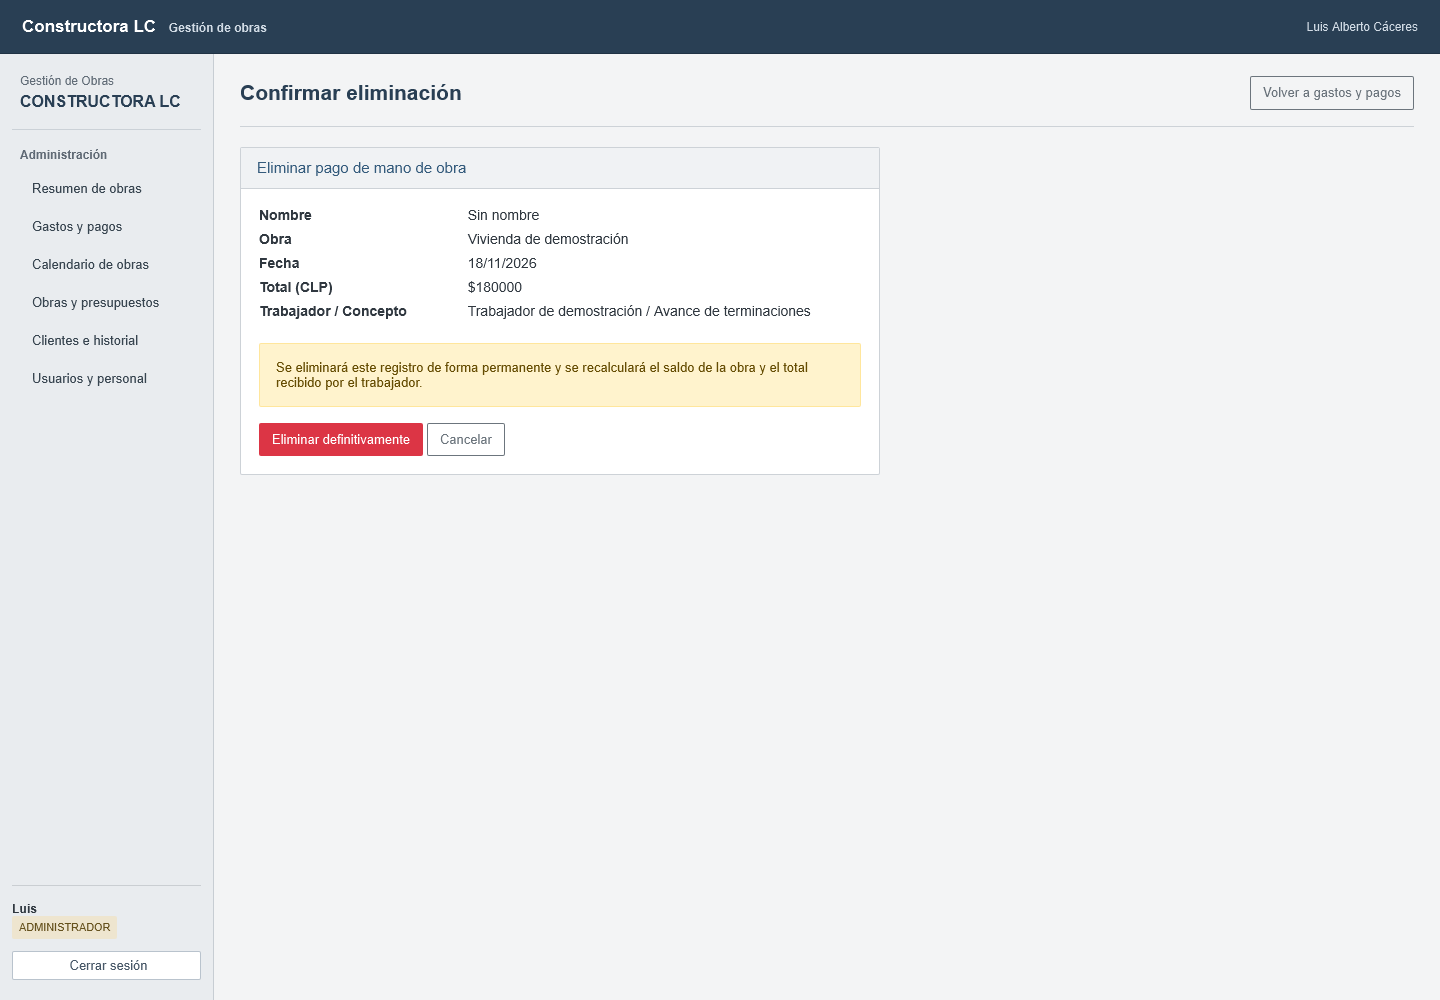 Constructora LC Gestión de obras
Luis Alberto Cáceres
Gestión de Obras
CONSTRUCTORA LC
Administración
Resumen de obras
Gastos y pagos
Calendario de obras
Obras y presupuestos
Clientes e historial
Usuarios y personal
Luis
ADMINISTRADOR
Cerrar sesión
Confirmar eliminación
Volver a gastos y pagos
Eliminar pago de mano de obra
Nombre Sin nombre
Obra Vivienda de demostración
Fecha 18/11/2026
Total (CLP) $180000
Trabajador / Concepto Trabajador de demostración / Avance de terminaciones
Se eliminará este registro de forma permanente y se recalculará el saldo de la obra y el total
recibido por el trabajador.
Eliminar definitivamente Cancelar